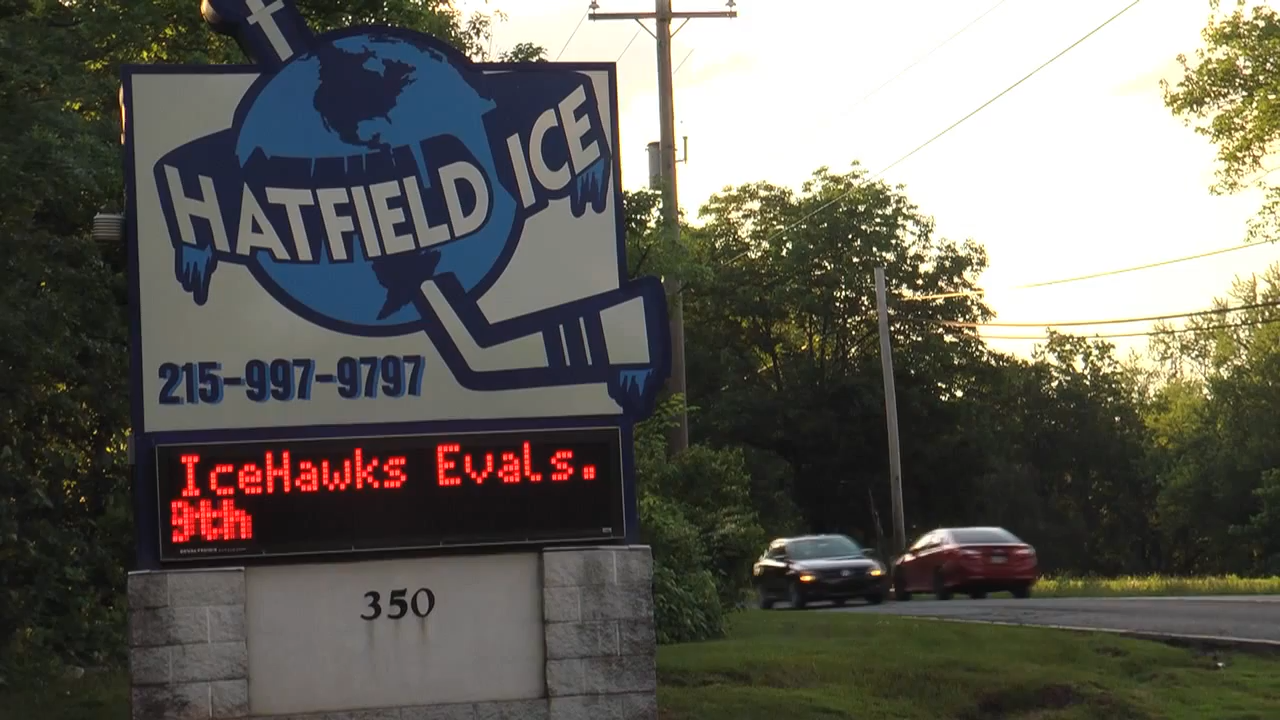 HATFIELD ICE
215-997-9797
IceHawks Evals.
9th
350